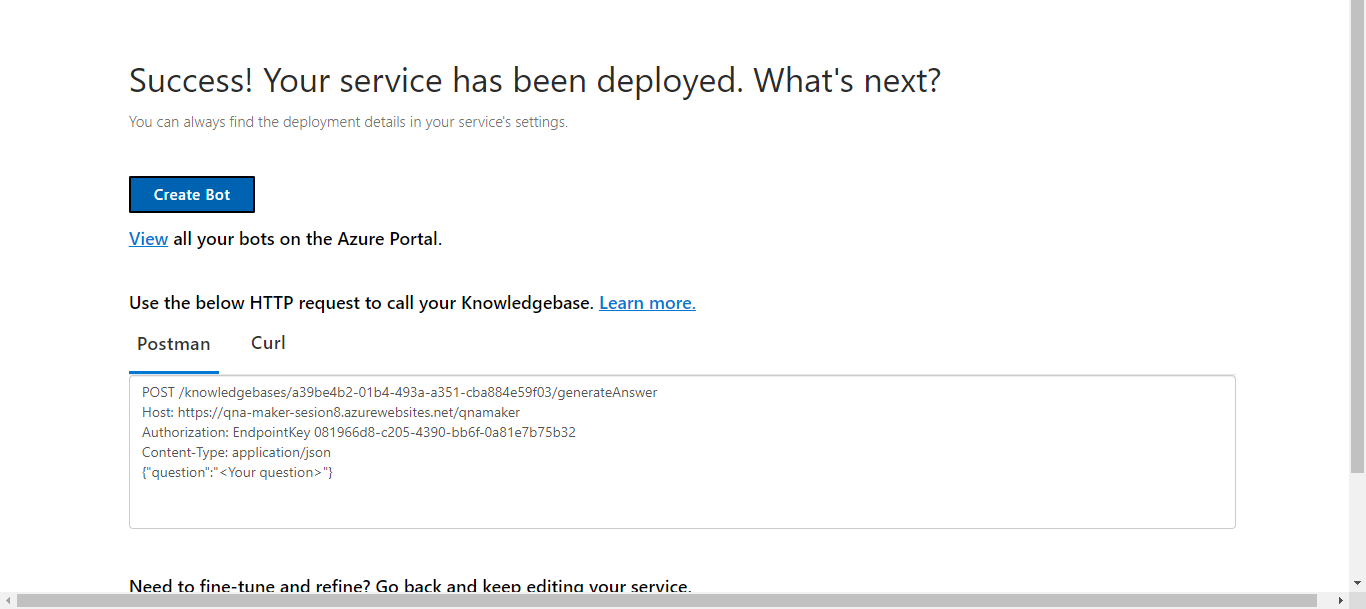 Success! Your service has been deployed. What's next?
You can always find the deployment details in your service's settings.
Create Bot
View all your bots on the Azure Portal.
Use the below HTTP request to call your Knowledgebase. Learn more.
Postman Curl
POST /knowledgebases/a39be4b2-01b4-493a-a351-cba884e59f03/generateAnswer
Host: https://qna-maker-sesion8.azurewebsites.net/qnamaker
Authorization: EndpointKey 081966d8-c205-4390-bb6f-0a81e7b75b32
Content-Type: application/json
{"question":"<Your question>"}
Need to fine-tune and refine? Go back and keep editing your service.